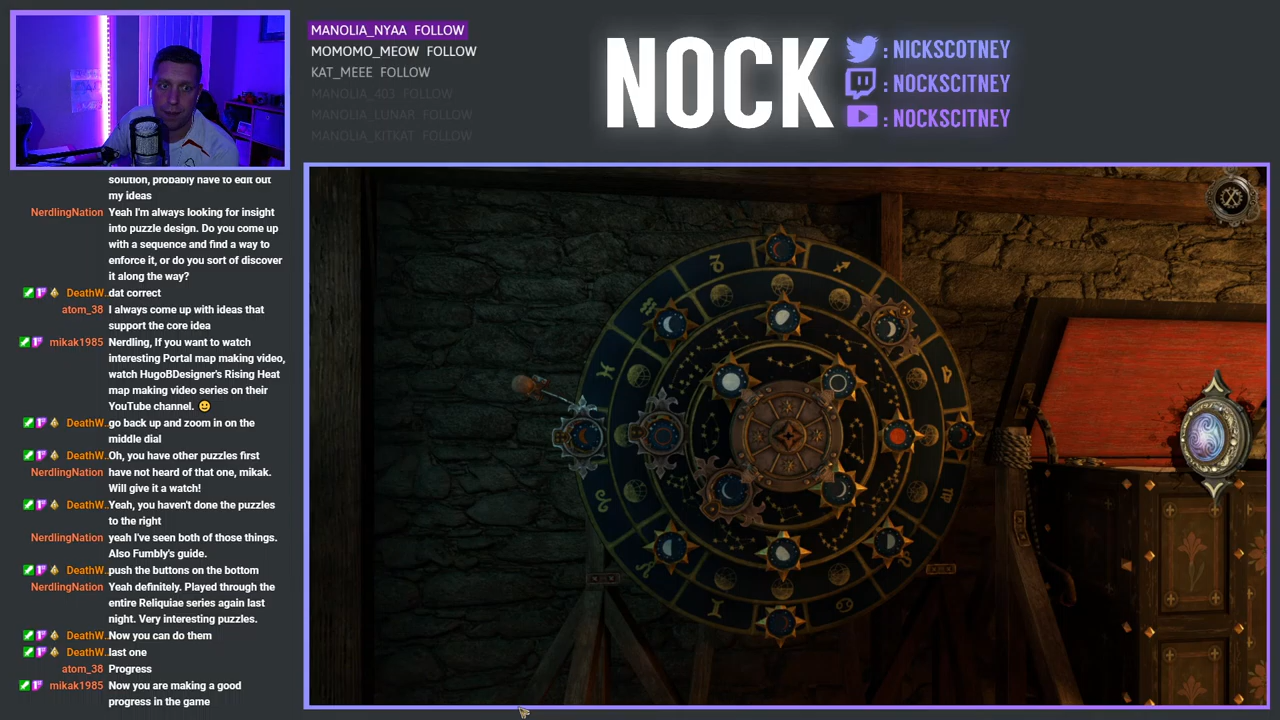 MANOLIA_NYAA FOLLOW
MOMOMO_MEOW FOLLOW
KAT_MEEE FOLLOW
MANOLIA_403 FOLLOW
MANOLIA_LUNAR FOLLOW
MANOLIA_KITKAT FOLLOW
NOCK
: NICKSCOTNEY
: NOCKSCITNEY
: NOCKSCITNEY
solution, probably have to edit out
my ideas
NerdlingNation Yeah I'm always looking for insight
into puzzle design. Do you come up
with a sequence and find a way to
enforce it, or do you sort of discover
it along the way?
DeathW.. dat correct
atom_38 I always come up with ideas that
support the core idea
mikak1985 Nerdling, If you want to watch
interesting Portal map making video,
watch HugoBDesigner's Rising Heat
map making video series on their
YouTube channel. 😃
DeathW.. go back up and zoom in on the
middle dial
DeathW.. Oh, you have other puzzles first
NerdlingNation have not heard of that one, mikak.
Will give it a watch!
DeathW.. Yeah, you haven't done the puzzles
to the right
NerdlingNation yeah I've seen both of those things.
Also Fumbly's guide.
DeathW.. push the buttons on the bottom
NerdlingNation Yeah definitely. Played through the
entire Reliquiae series again last
night. Very interesting puzzles.
DeathW.. Now you can do them
DeathW.. last one
atom_38 Progress
mikak1985 Now you are making a good
progress in the game